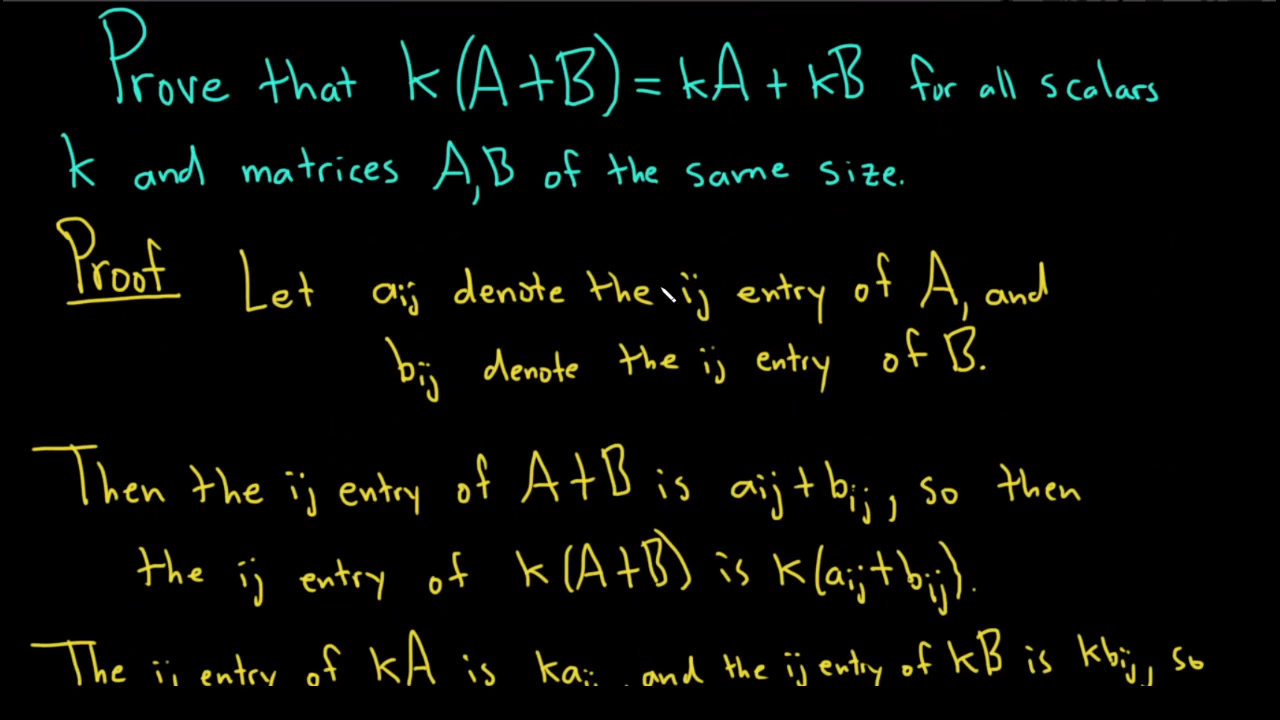 Prove that k(A+B) = kA + kB for all scalars
k and matrices A,B of the same size.
Proof Let aij denote the ij entry of A, and
bij denote the ij entry of B.
Then the ij entry of A+B is aij+bij, so then
the ij entry of k(A+B) is k(aij+bij).
The ij entry of kA is kaij, and the ij entry of kB is kbij, so